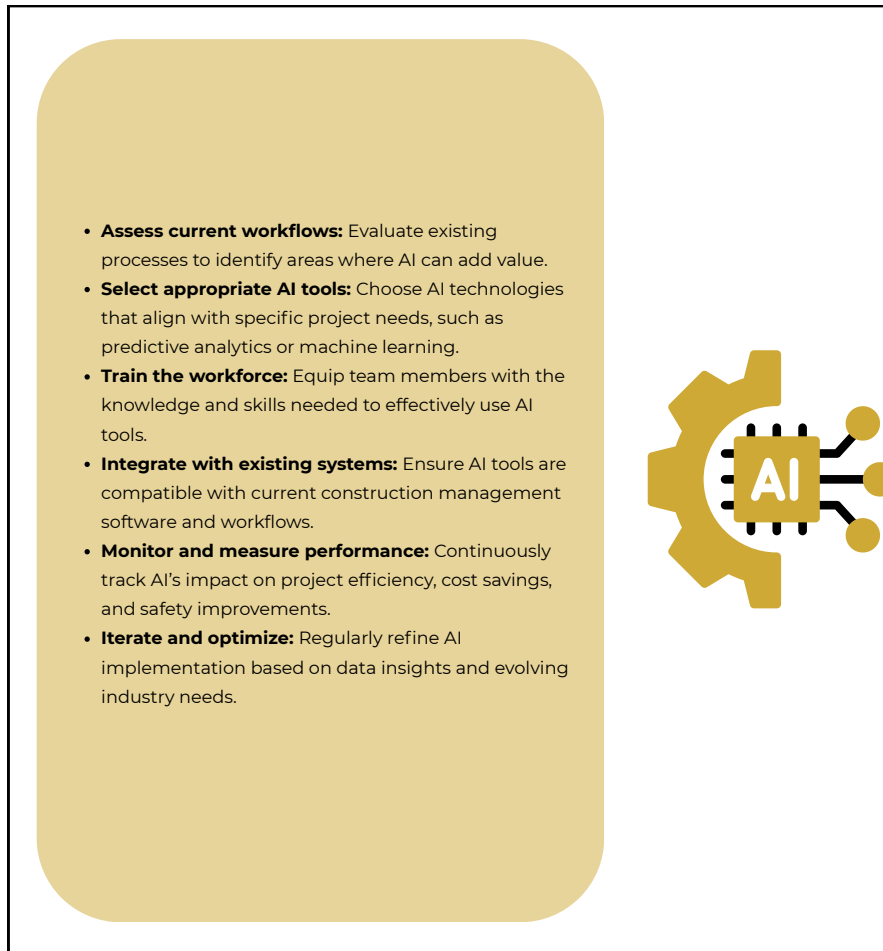 • Assess current workflows: Evaluate existing
processes to identify areas where AI can add value.
• Select appropriate AI tools: Choose AI technologies
that align with specific project needs, such as
predictive analytics or machine learning.
• Train the workforce: Equip team members with the
knowledge and skills needed to effectively use AI
tools.
• Integrate with existing systems: Ensure AI tools are
compatible with current construction management
software and workflows.
• Monitor and measure performance: Continuously
track AI’s impact on project efficiency, cost savings,
and safety improvements.
• Iterate and optimize: Regularly refine AI
implementation based on data insights and evolving
industry needs.
AI